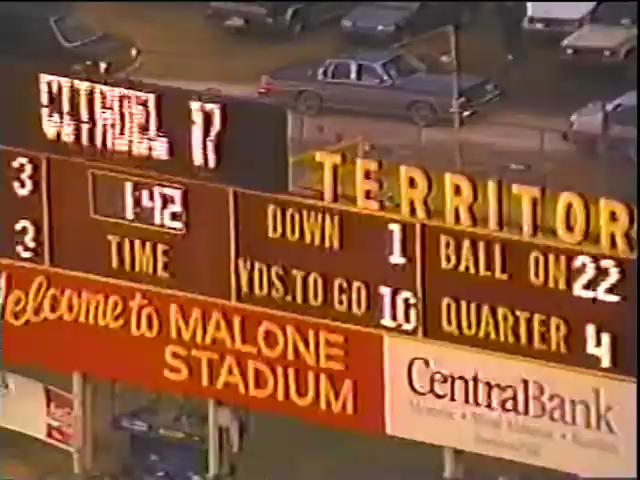 CITADEL 17
TERRITOR
3
3
1:42
TIME
DOWN 1
YDS.TO GO 10
BALL ON 22
QUARTER 4
Welcome to MALONE
STADIUM
CentralBank